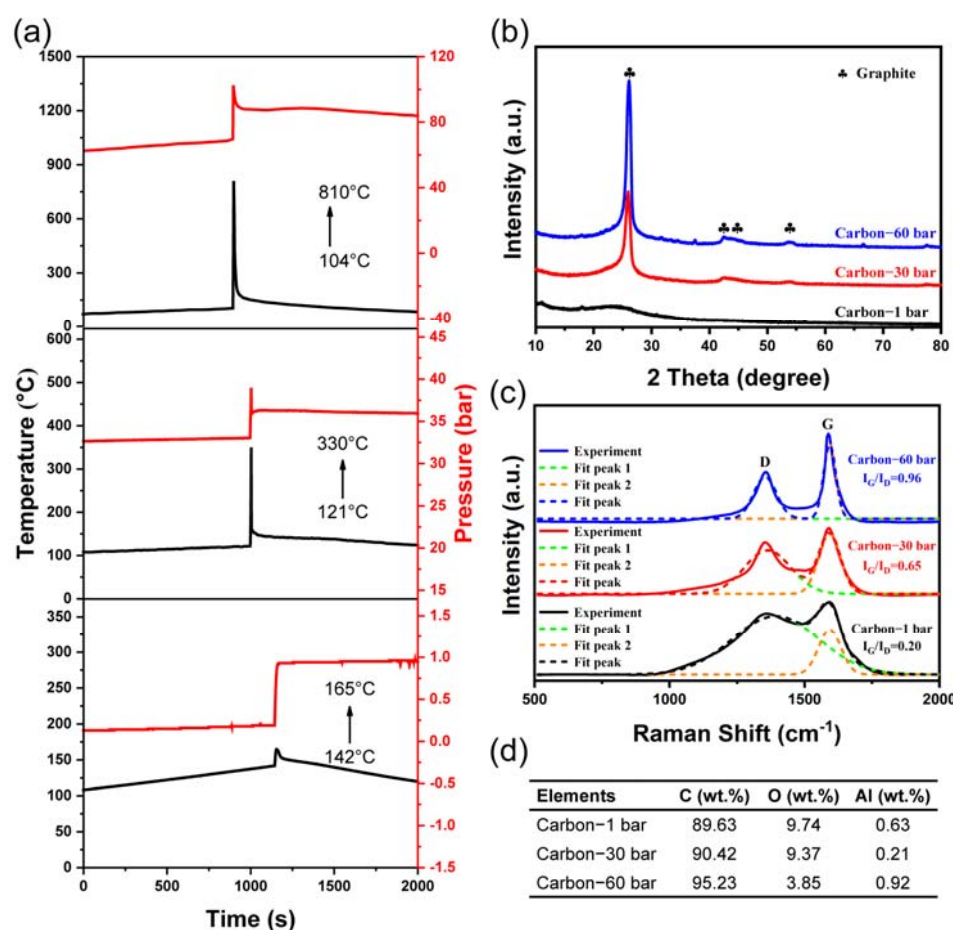 (a)
1500
1200
900
600
300
0
120
80
40
0
-40
810°C
104°C
600
500
400
300
200
100
0
45
40
35
30
25
20
15
330°C
121°C
350
300
250
200
150
100
50
0
2.0
1.5
1.0
0.5
0.0
-0.5
-1.0
-1.5
165°C
142°C
0
500
1000
1500
2000
Temperature (°C)
Pressure (bar)
Time (s)
(b)
♣ Graphite
♣
♣♣ ♣
Carbon−60 bar
Carbon−30 bar
Carbon−1 bar
10 20 30 40 50 60 70 80
2 Theta (degree)
Intensity (a.u.)
(c)
D
G
Experiment
Fit peak 1
Fit peak 2
Fit peak
Carbon−60 bar
I_G/I_D=0.96
Experiment
Fit peak 1
Fit peak 2
Fit peak
Carbon−30 bar
I_G/I_D=0.65
Experiment
Fit peak 1
Fit peak 2
Fit peak
Carbon−1 bar
I_G/I_D=0.20
500 1000 1500 2000
Raman Shift (cm⁻¹)
Intensity (a.u.)
(d)
Elements C (wt.%) O (wt.%) Al (wt.%)
Carbon−1 bar 89.63 9.74 0.63
Carbon−30 bar 90.42 9.37 0.21
Carbon−60 bar 95.23 3.85 0.92